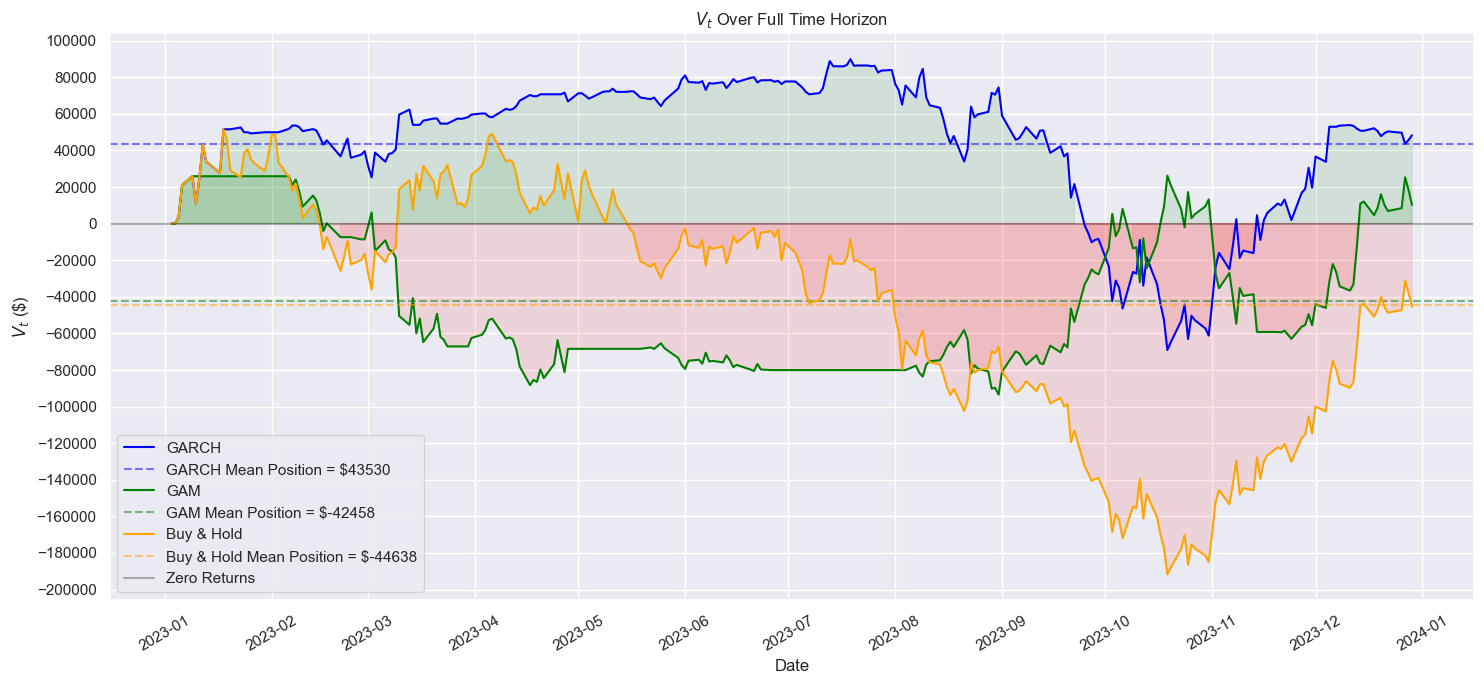 V_t Over Full Time Horizon
V_t ($)
100000
80000
60000
40000
20000
0
−20000
−40000
−60000
−80000
−100000
−120000
−140000
−160000
−180000
−200000
GARCH
GARCH Mean Position = $43530
GAM
GAM Mean Position = $-42458
Buy & Hold
Buy & Hold Mean Position = $-44638
Zero Returns
2023-01
2023-02
2023-03
2023-04
2023-05
2023-06
2023-07
2023-08
2023-09
2023-10
2023-11
2023-12
2024-01
Date